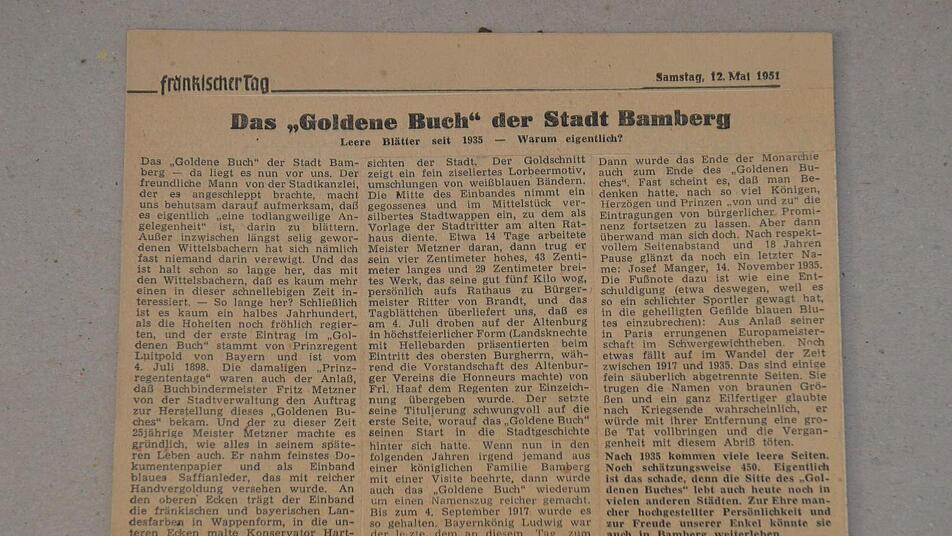 fränkischer Tag
Samstag, 12. Mai 1951
Das „Goldene Buch“ der Stadt Bamberg
Leere Blätter seit 1935 — Warum eigentlich?
Das „Goldene Buch“ der Stadt Bam-
berg — da liegt es nun vor uns. Der
freundliche Mann von der Stadtkanzlei,
der es angeschleppt brachte, macht
uns behutsam darauf aufmerksam, daß
es eigentlich „eine todlangweilige An-
gelegenheit“ ist, darin zu blättern.
Außer inzwischen längst selig gewor-
denen Wittelsbachern hat sich nämlich
fast niemand darin verewigt. Und das
ist halt schon so lange her, das mit
den Wittelsbachern, daß es kaum mehr
einen in dieser schnellebigen Zeit in-
teressiert. — So lange her? Schließlich
ist es kaum ein halbes Jahrhundert,
als die Hoheiten noch fröhlich regier-
ten, und der erste Eintrag im „Gol-
denen Buch“ stammt von Prinzregent
Luitpold von Bayern und ist vom
4. Juli 1898. Die damaligen „Prinz-
regententage“ waren auch der Anlaß,
daß Buchbindermeister Fritz Metzner
von der Stadtverwaltung den Auftrag
zur Herstellung dieses „Goldenen Bu-
ches“ bekam. Und der zu dieser Zeit
25jährige Meister Metzner machte es
gründlich, wie alles in seinem späte-
ren Leben auch. Er nahm feinstes Do-
kumentenpapier und als Einband
blaues Saffianleder, das mit reicher
Handvergoldung versehen wurde. An
den oberen Ecken trägt der Einband
die fränkischen und bayerischen Lan-
desfarben in Wappenform, in die un-
teren Ecken malte Konservator Hart-
sichten der Stadt. Der Goldschnitt
zeigt ein fein ziseliertes Lorbeermotiv,
umschlungen von weißblauen Bändern.
Die Mitte des Einbandes nimmt ein
gegossenes und im Mittelstück ver-
silbertes Stadtwappen ein, zu dem als
Vorlage der Stadtritter am alten Rat-
haus diente. Etwa 14 Tage arbeitete
Meister Metzner daran, dann trug er
sein vier Zentimeter hohes, 43 Zenti-
meter langes und 29 Zentimeter brei-
tes Werk, das seine gut fünf Kilo wog,
persönlich aufs Rathaus zu Bürger-
meister Ritter von Brandt, und das
Tagblättchen überliefert uns, daß es
am 4. Juli droben auf der Altenburg
in höchstfeierlicher Form (Landsknechte
mit Hellebarden präsentierten beim
Eintritt des obersten Burgherrn, wäh-
rend die Vorstandschaft des Altenbur-
ger Vereins die Honneurs machte) von
Frl. Haaf dem Regenten zur Einzeich-
nung übergeben wurde. Der setzte
seine Titulierung schwungvoll auf die
erste Seite, worauf das „Goldene Buch“
seinen Start in die Stadtgeschichte
hinter sich hatte. Wenn nun in den
folgenden Jahren irgend jemand aus
einer königlichen Familie Bamberg
mit einer Visite beehrte, dann wurde
auch das „Goldene Buch“ wiederum
um einen Namenszug reicher gemacht.
Bis zum 4. September 1917 wurde es
so gehalten. Bayernkönig Ludwig war
der letzte, dem an diesem Tag zum
Dann wurde das Ende der Monarchie
auch zum Ende des „Goldenen Bu-
ches“. Fast scheint es, daß man Be-
denken hatte, nach so viel Königen,
Herzögen und Prinzen „von und zu“ die
Eintragungen von bürgerlicher. Promi-
nenz fortsetzen zu lassen. Aber dann
überwand man sich doch. Nach respekt-
vollem Seitenabstand und 18 Jahren
Pause glänzt da noch ein letzter Na-
me: Josef Manger, 14. November 1935.
Die Fußnote dazu ist wie eine Ent-
schuldigung (etwa deswegen, weil es
so ein schlichter Sportler gewagt hat,
in die geheiligten Gefilde blauen Blu-
tes einzubrechen): Aus Anlaß seiner
in Paris errungenen Europameister-
schaft im Schwergewichtheben. Noch
etwas fällt auf im Wandel der Zeit
zwischen 1917 und 1935. Das sind einige
fein säuberlich abgetrennte Seiten. Sie
trugen die Namen von braunen Grö-
ßen und ein ganz Eilfertiger glaubte
nach Kriegsende wahrscheinlich, er
würde mit ihrer Entfernung eine gro-
ße Tat vollbringen und die Vergan-
genheit mit diesem Abriß töten.
Nach 1935 kommen viele leere Seiten.
Noch schätzungsweise 450. Eigentlich
ist das schade, denn die Sitte des „Gol-
denen Buches“ lebt auch heute noch in
vielen anderen Städten. Zur Ehre man-
cher hochgestellter Persönlichkeit und
zur Freude unserer Enkel könnte sie
auch in Bamberg weiterleben.